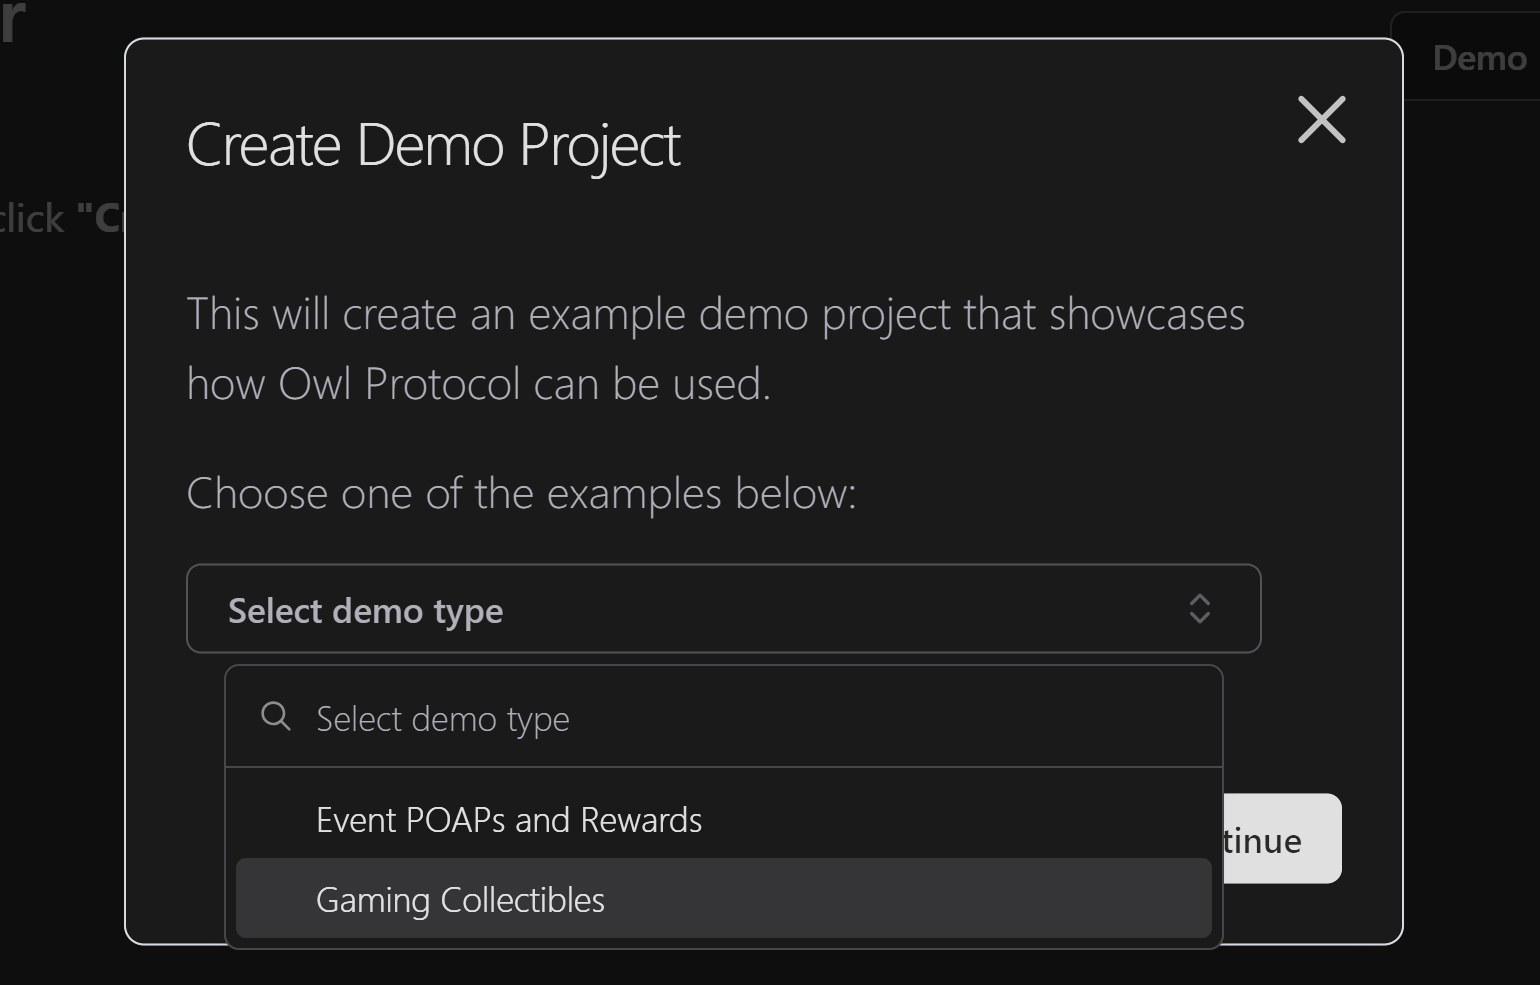 r
Demo
Create Demo Project
click "Cr
This will create an example demo project that showcases
how Owl Protocol can be used.
Choose one of the examples below:
Select demo type
Select demo type
Event POAPs and Rewards
tinue
Gaming Collectibles